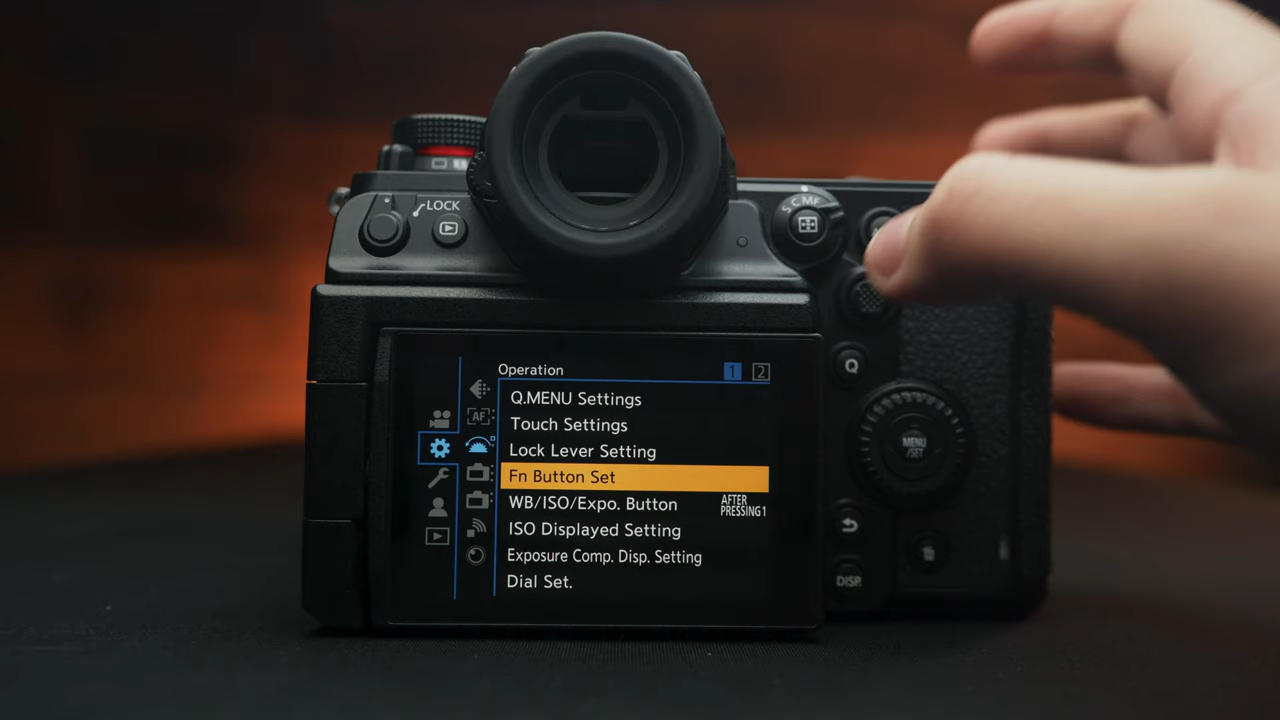 LOCK
S C MF
Operation 1 2
Q.MENU Settings
AF
Touch Settings
Lock Lever Setting
Fn Button Set
WB/ISO/Expo. Button AFTER PRESSING1
ISO Displayed Setting
Exposure Comp. Disp. Setting
Dial Set.
Q
MENU
/SET
DISP.